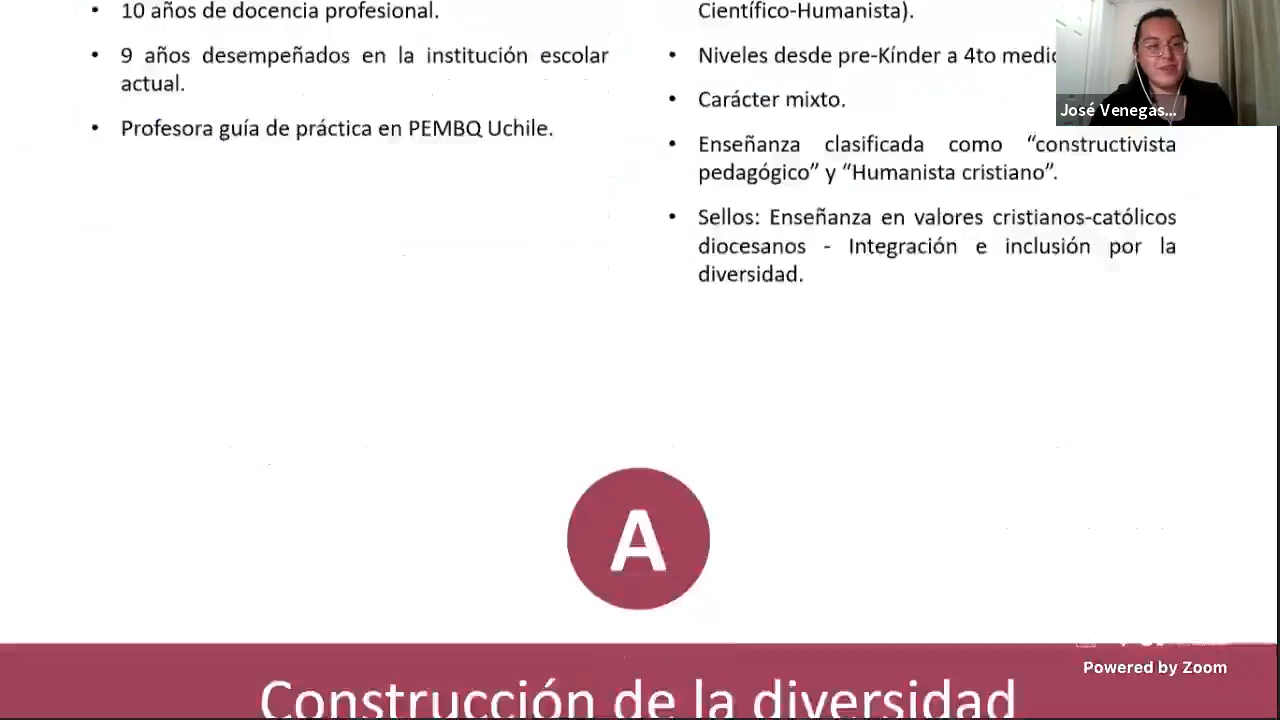 • 10 años de docencia profesional.
• 9 años desempeñados en la institución escolar
actual.
• Profesora guía de práctica en PEMBQ Uchile.
Científico-Humanista).
• Niveles desde pre-Kínder a 4to medio
• Carácter mixto.
• Enseñanza clasificada como “constructivista
pedagógico” y “Humanista cristiano”.
• Sellos: Enseñanza en valores cristianos-católicos
diocesanos - Integración e inclusión por la
diversidad.
José Venegas...
A
Powered by Zoom
Construcción de la diversidad